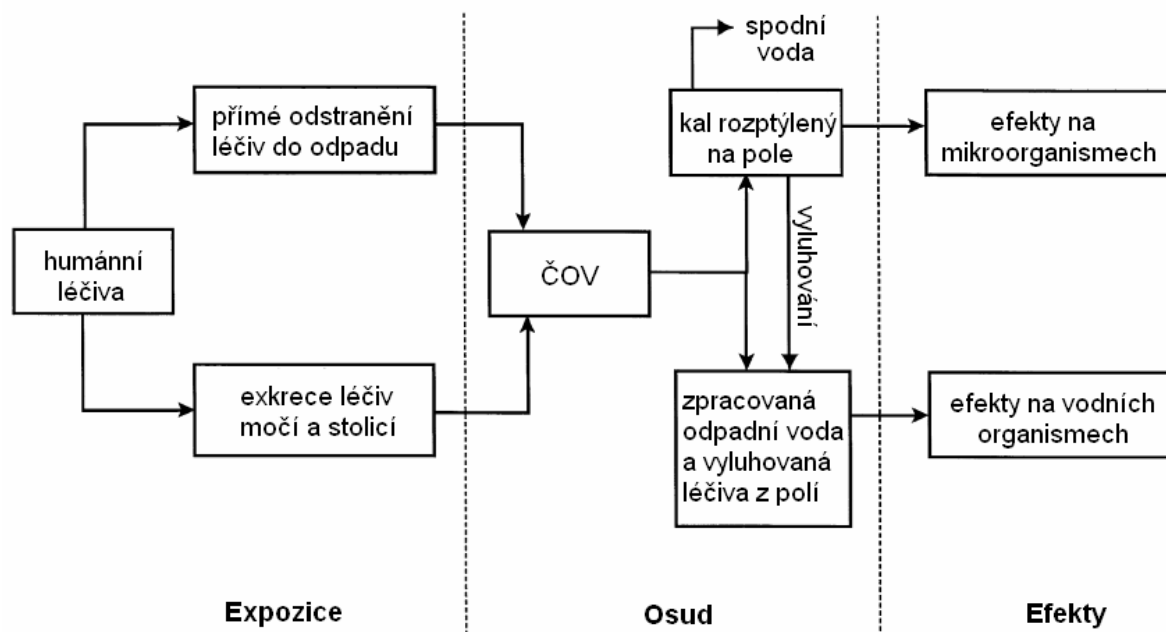 spodní
voda
přímé odstranění
léčiv do odpadu
kal rozptýlený
na pole
efekty na
mikroorganismech
humánní
léčiva
ČOV
vyluhování
exkrece léčiv
močí a stolicí
zpracovaná
odpadní voda
a vyluhovaná
léčiva z polí
efekty na vodních
organismech
Expozice
Osud
Efekty